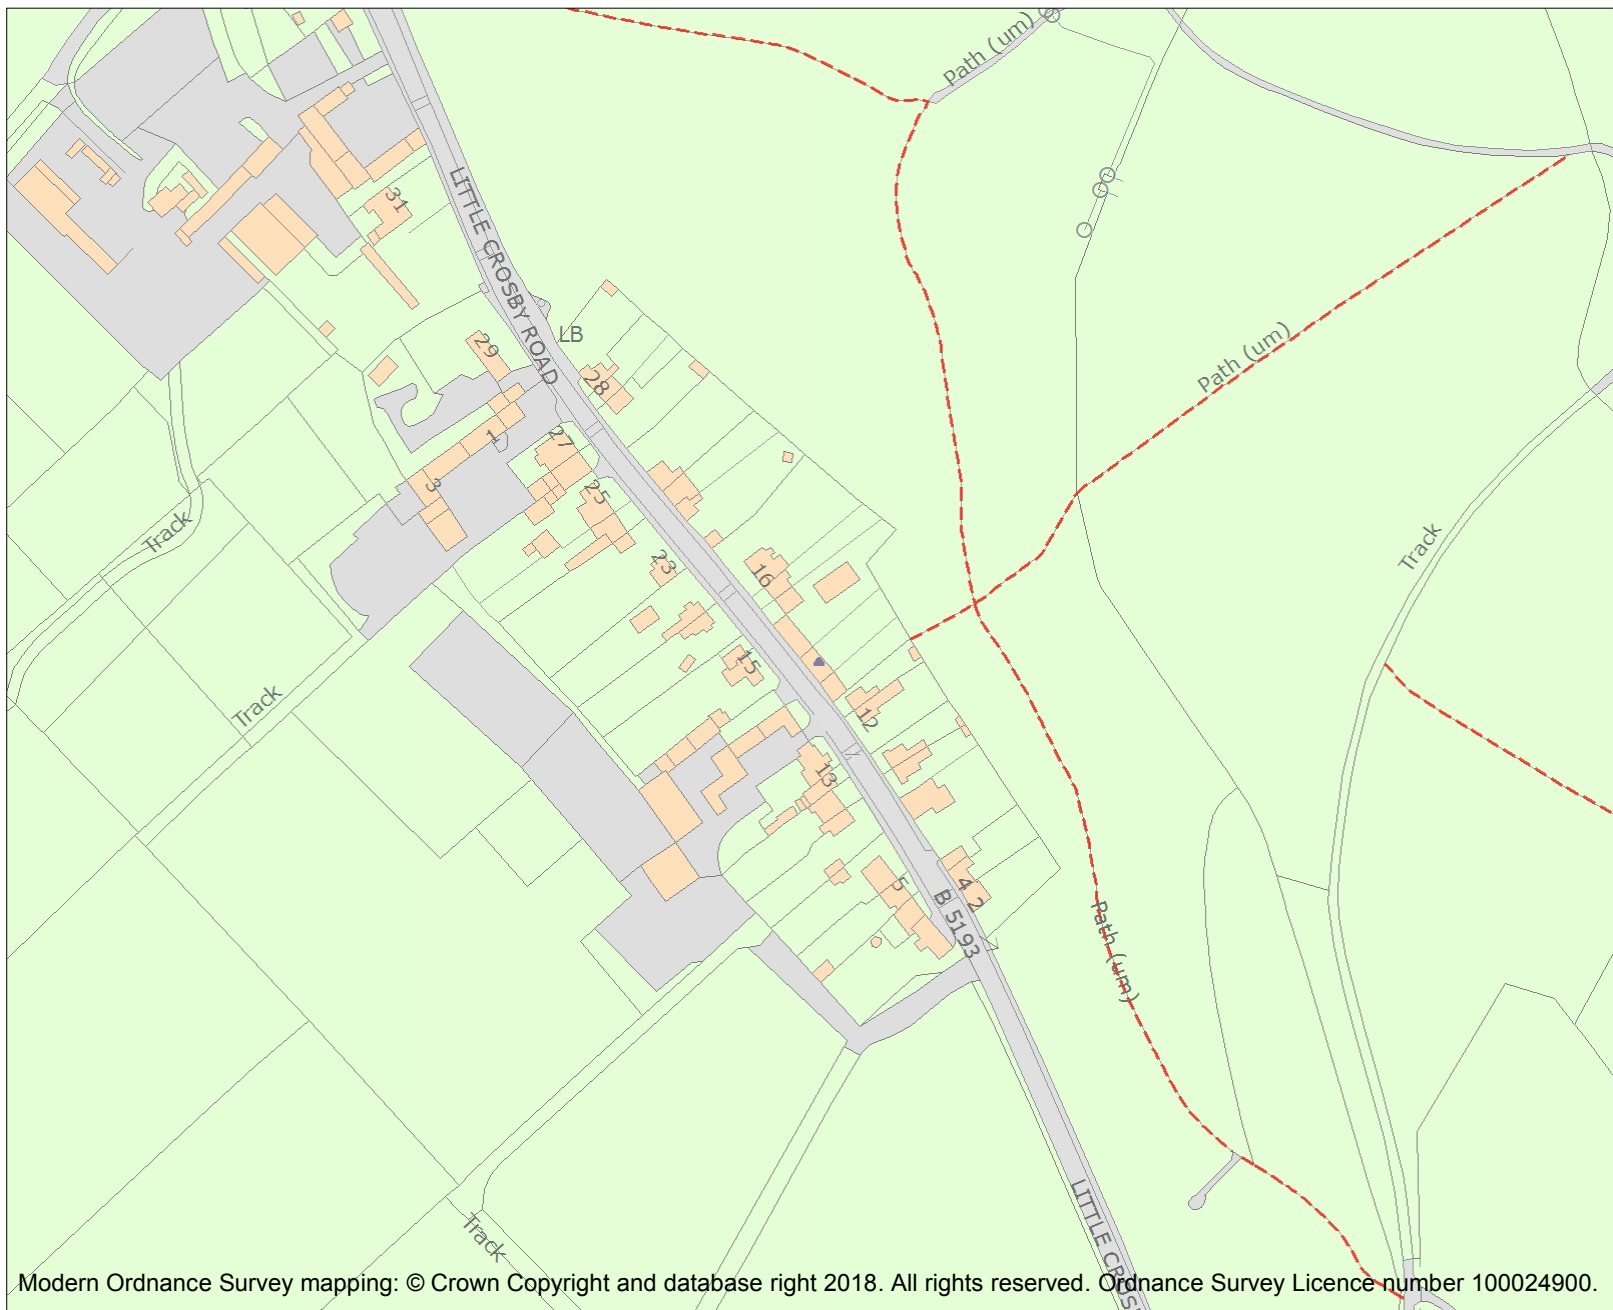 Path (um)
31
LITTLE CROSBY ROAD
LB
29
28
Path (um)
1
27
3
25
Track
Track
23
16
15
Track
12
13
5
4
2
B 5193
Path (um)
LITTLE CROS
Track
Modern Ordnance Survey mapping: © Crown Copyright and database right 2018. All rights reserved. Ordnance Survey Licence number 100024900.